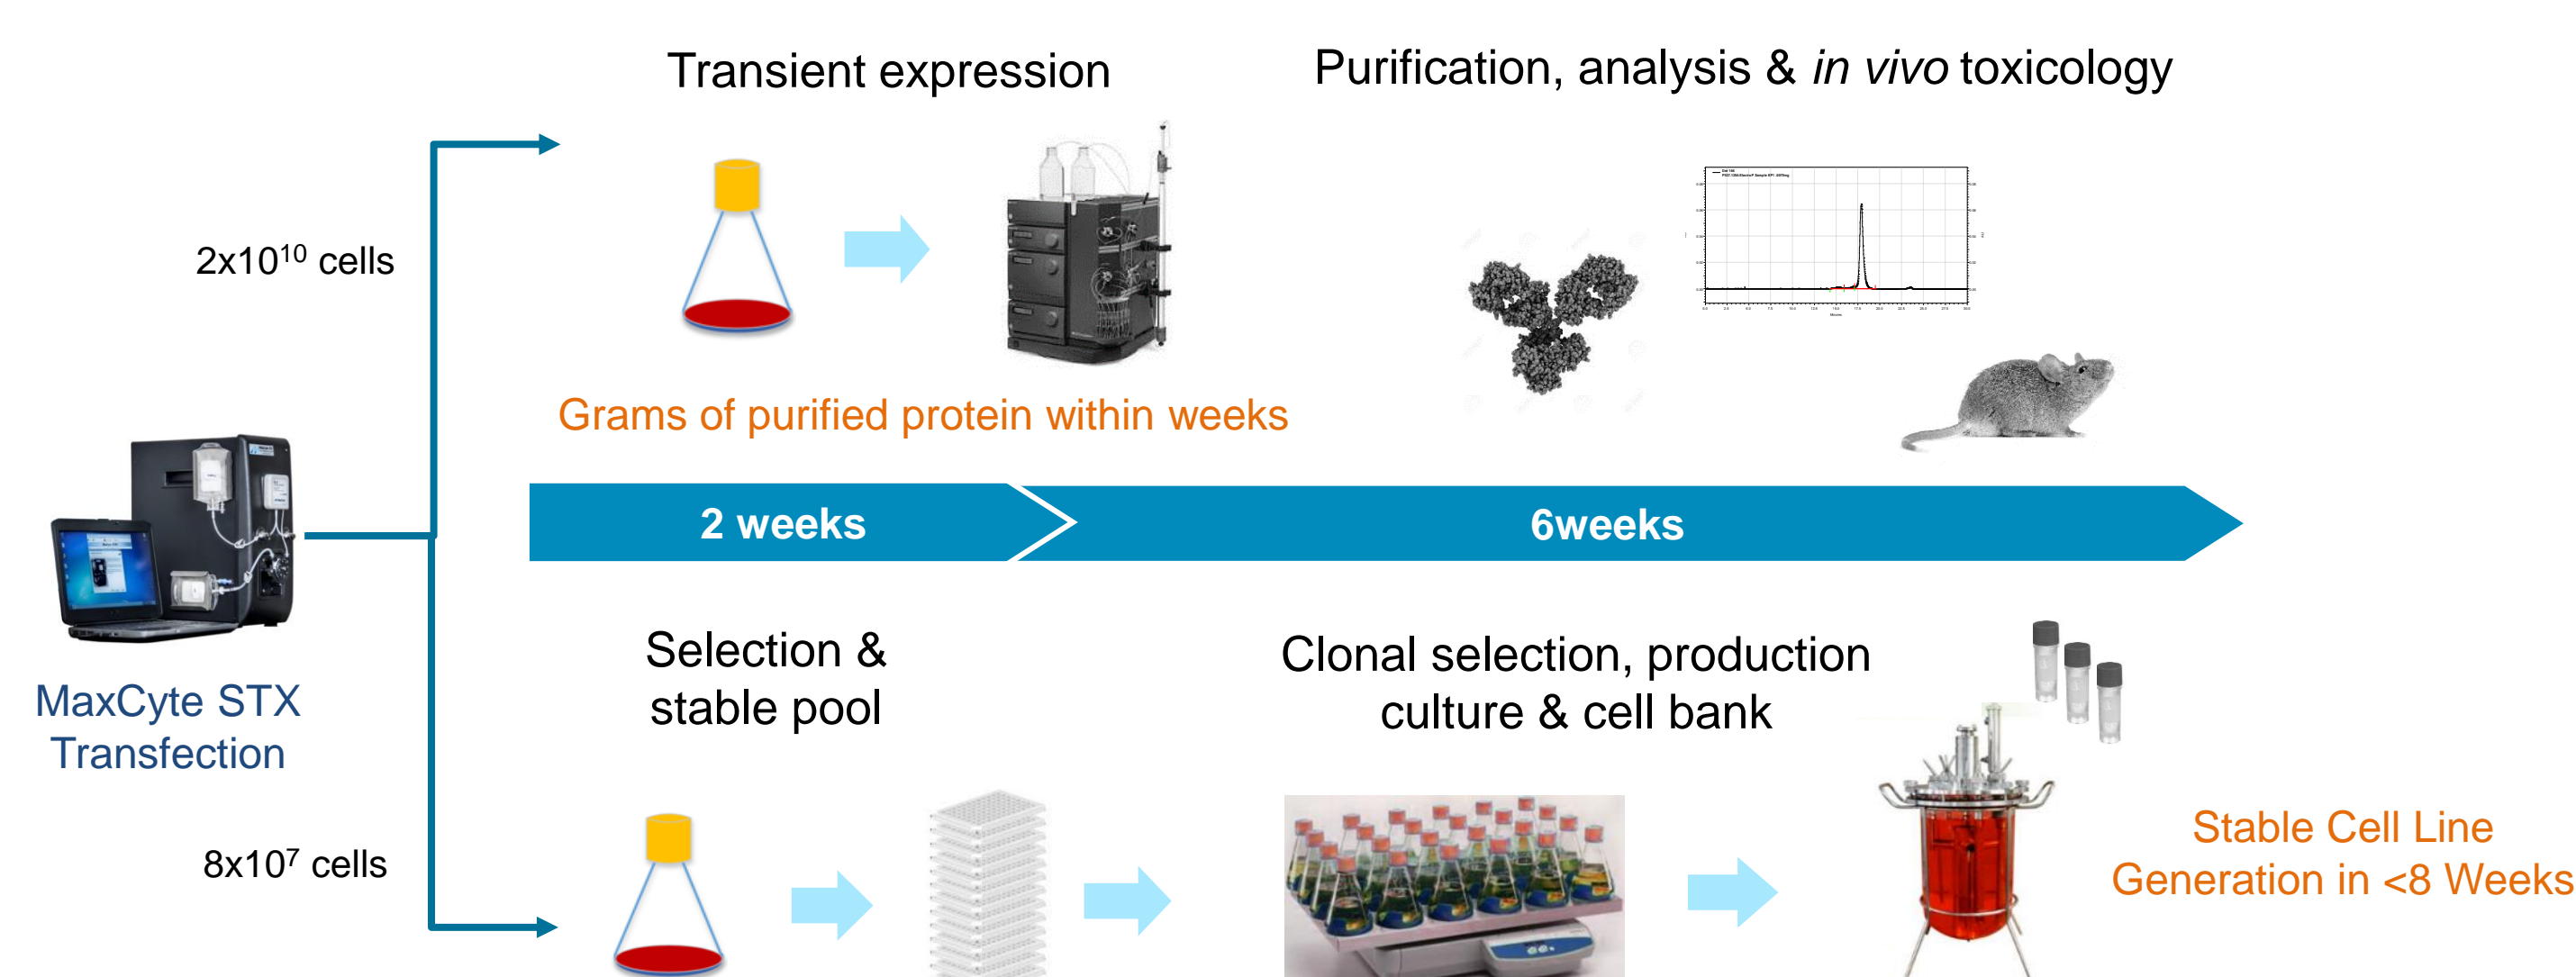 Transient expression
Purification, analysis & in vivo toxicology
2x10¹⁰ cells
Grams of purified protein within weeks
2 weeks
6weeks
MaxCyte STX
Transfection
Selection &
stable pool
Clonal selection, production
culture & cell bank
8x10⁷ cells
Stable Cell Line
Generation in <8 Weeks